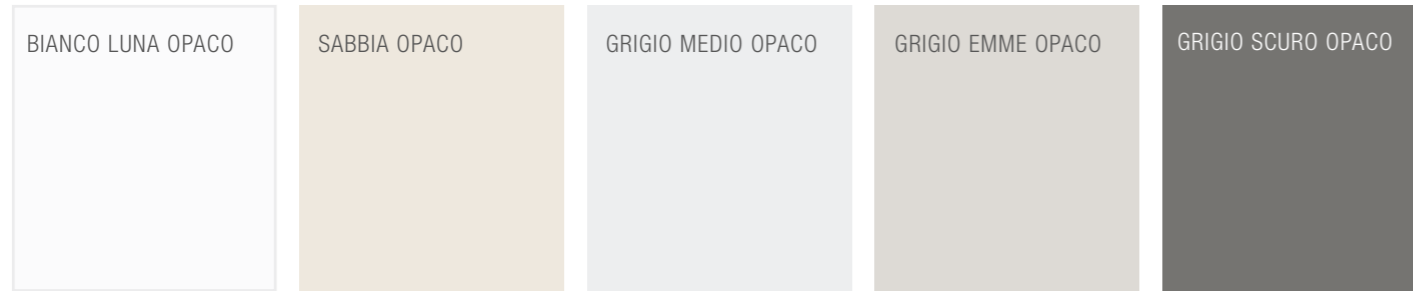 BIANCO LUNA OPACO
SABBIA OPACO
GRIGIO MEDIO OPACO
GRIGIO EMME OPACO
GRIGIO SCURO OPACO